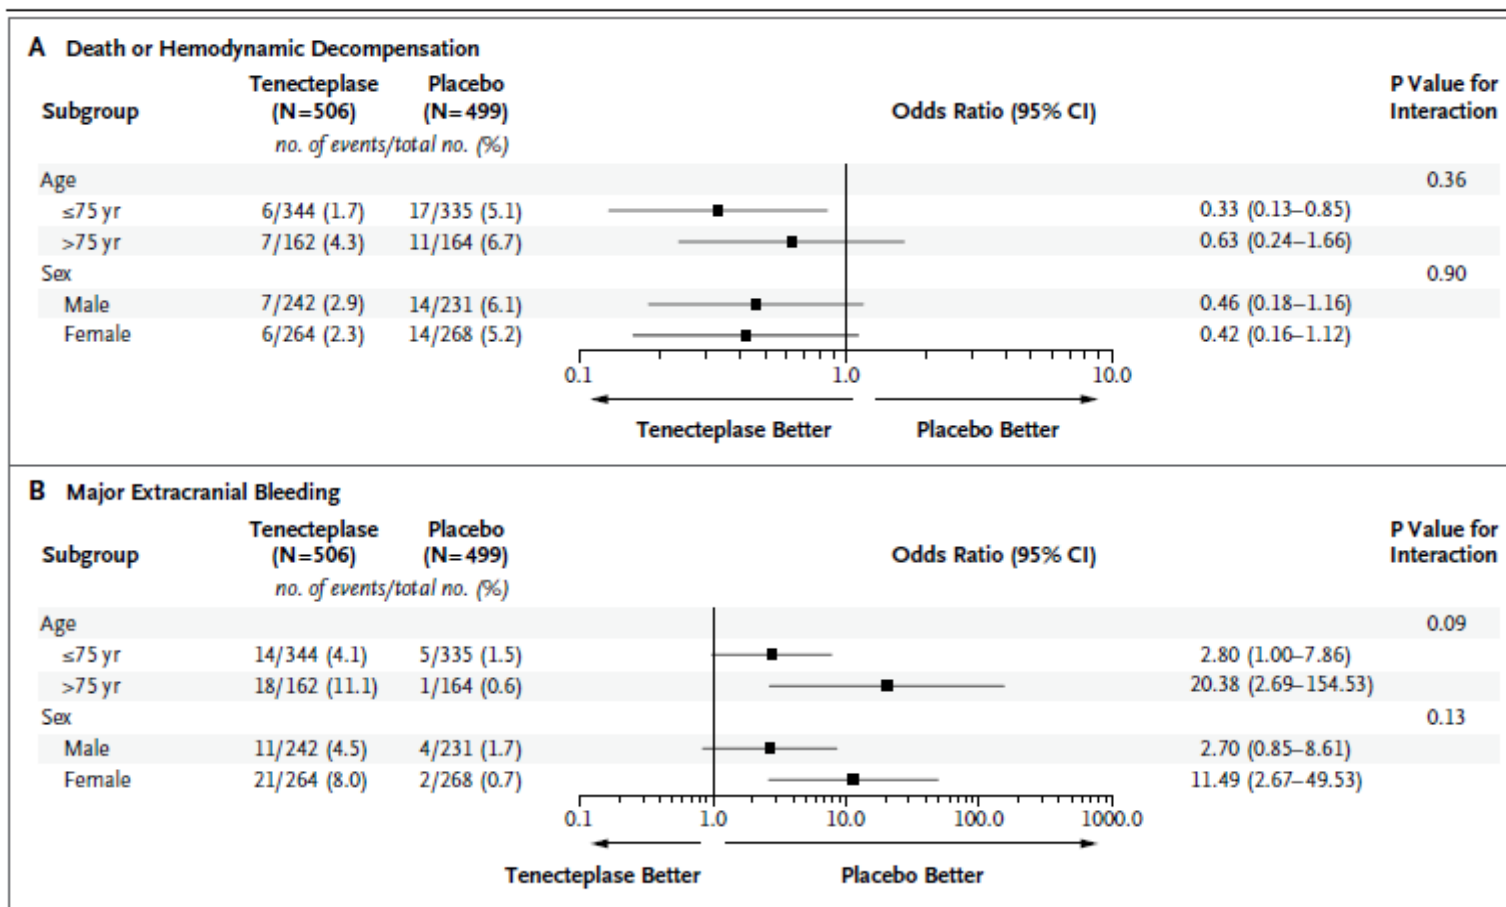 A Death or Hemodynamic Decompensation
Subgroup Tenecteplase (N=506) Placebo (N=499) Odds Ratio (95% CI) P Value for Interaction
no. of events/total no. (%)
Age 0.36
≤75 yr 6/344 (1.7) 17/335 (5.1) 0.33 (0.13–0.85)
>75 yr 7/162 (4.3) 11/164 (6.7) 0.63 (0.24–1.66)
Sex 0.90
Male 7/242 (2.9) 14/231 (6.1) 0.46 (0.18–1.16)
Female 6/264 (2.3) 14/268 (5.2) 0.42 (0.16–1.12)
0.1 1.0 10.0
Tenecteplase Better Placebo Better
B Major Extracranial Bleeding
Subgroup Tenecteplase (N=506) Placebo (N=499) Odds Ratio (95% CI) P Value for Interaction
no. of events/total no. (%)
Age 0.09
≤75 yr 14/344 (4.1) 5/335 (1.5) 2.80 (1.00–7.86)
>75 yr 18/162 (11.1) 1/164 (0.6) 20.38 (2.69–154.53)
Sex 0.13
Male 11/242 (4.5) 4/231 (1.7) 2.70 (0.85–8.61)
Female 21/264 (8.0) 2/268 (0.7) 11.49 (2.67–49.53)
0.1 1.0 10.0 100.0 1000.0
Tenecteplase Better Placebo Better